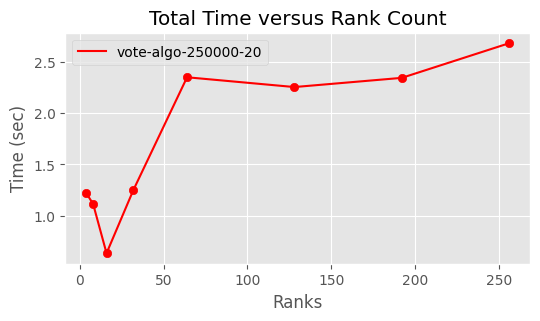 Total Time versus Rank Count
vote-algo-250000-20
2.5
2.0
1.5
1.0
Time (sec)
0 50 100 150 200 250
Ranks